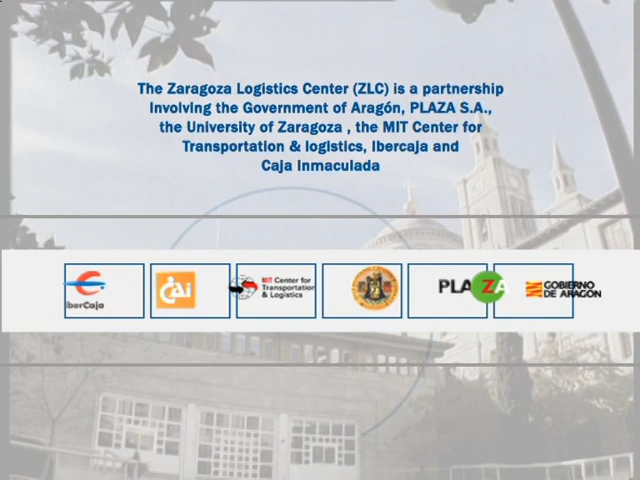 The Zaragoza Logistics Center (ZLC) is a partnership
involving the Government of Aragón, PLAZA S.A.,
the University of Zaragoza , the MIT Center for
Transportation & logistics, Ibercaja and
Caja Inmaculada
iberCaja
CAi
MIT Center for
Transportation
& Logistics
PLAZA
GOBIERNO
DE ARAGON